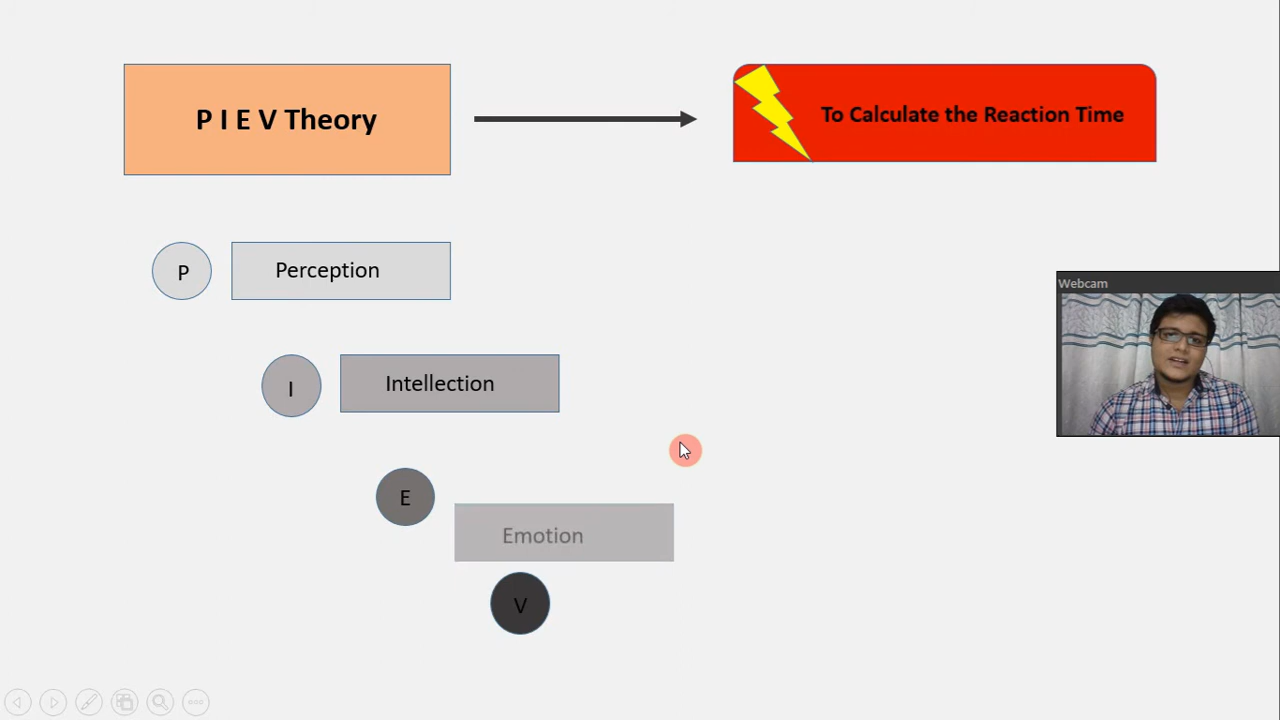 P I E V Theory
To Calculate the Reaction Time
P
Perception
Webcam
I
Intellection
E
Emotion
V